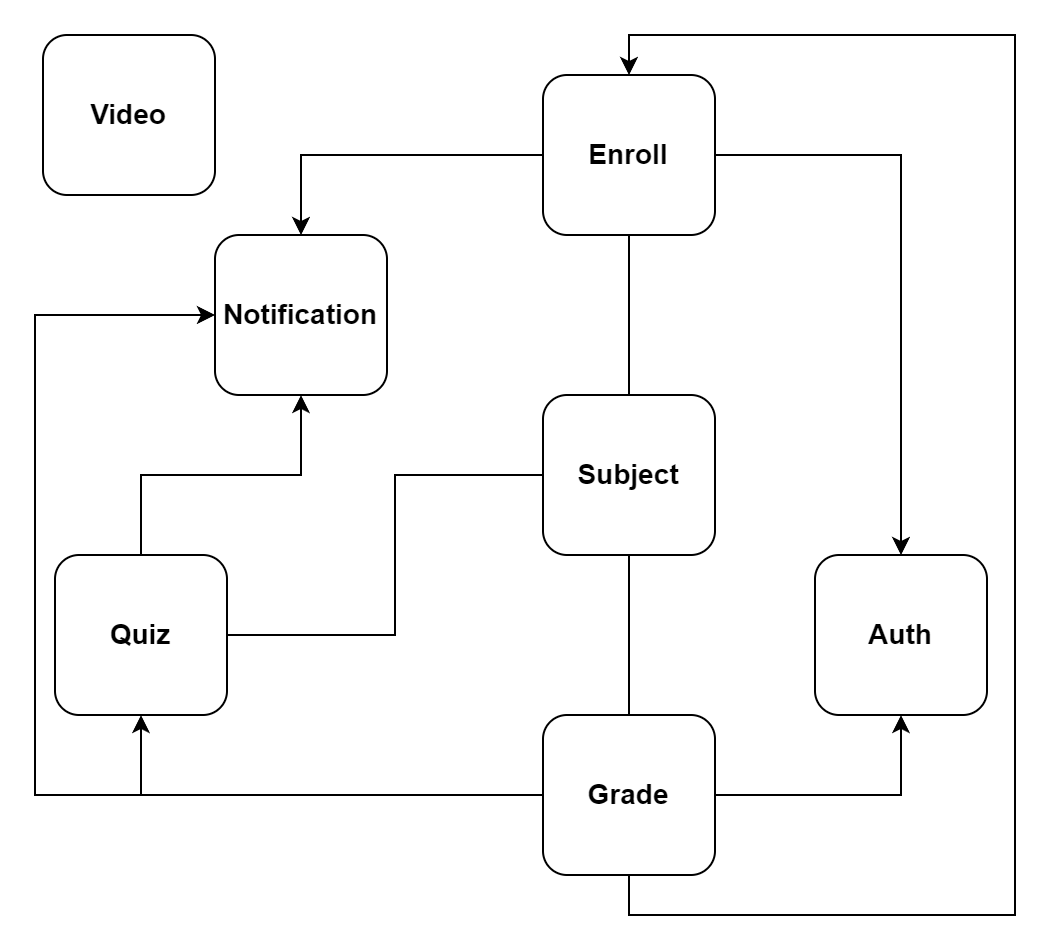 Video
Enroll
Notification
Subject
Quiz
Auth
Grade